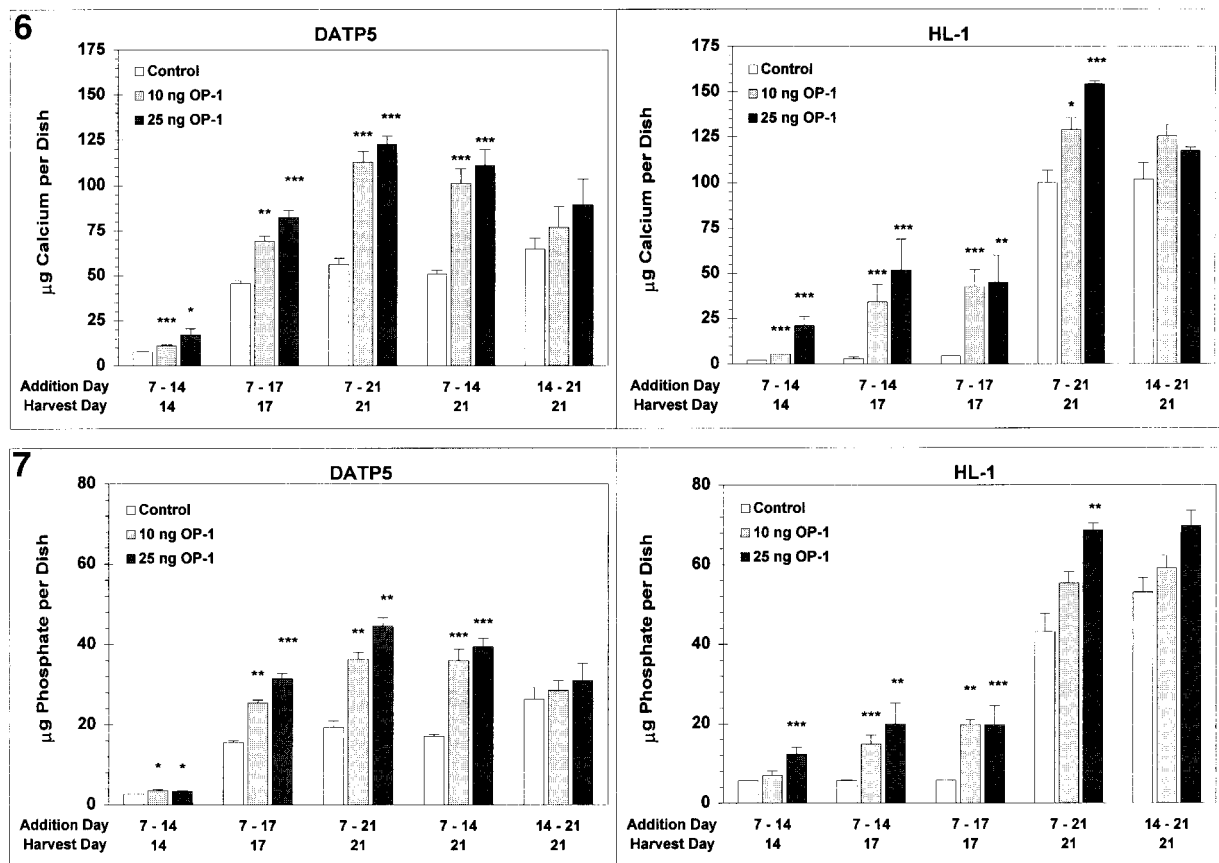 6
DATP5
175
150
125
100
75
50
25
0
µg Calcium per Dish
Control
10 ng OP-1
25 ng OP-1
*** *
** ***
*** ***
*** ***
Addition Day 7 - 14 7 - 17 7 - 21 7 - 14 14 - 21
Harvest Day 14 17 21 21 21
HL-1
175
150
125
100
75
50
25
0
µg Calcium per Dish
Control
10 ng OP-1
25 ng OP-1
*** ***
*** ***
*** **
* ***
7 - 14 7 - 14 7 - 17 7 - 21 14 - 21
14 17 17 21 21
7
DATP5
80
60
40
20
0
µg Phosphate per Dish
Control
10 ng OP-1
25 ng OP-1
* *
** ***
** **
*** ***
Addition Day 7 - 14 7 - 17 7 - 21 7 - 14 14 - 21
Harvest Day 14 17 21 21 21
HL-1
80
60
40
20
0
µg Phosphate per Dish
Control
10 ng OP-1
25 ng OP-1
***
*** **
** ***
**
7 - 14 7 - 14 7 - 17 7 - 21 14 - 21
14 17 17 21 21